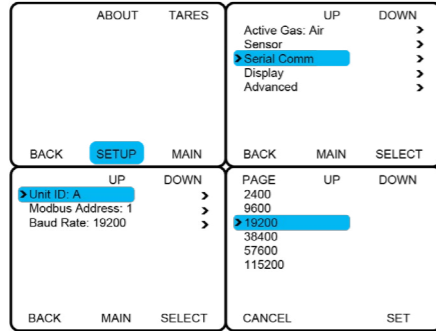 ABOUT TARES
BACK SETUP MAIN
UP DOWN
Active Gas: Air >
Sensor >
>Serial Comm >
Display >
Advanced >
BACK MAIN SELECT
UP DOWN
>Unit ID: A >
Modbus Address: 1 >
Baud Rate: 19200 >
BACK MAIN SELECT
PAGE UP DOWN
2400
9600
>19200
38400
57600
115200
CANCEL SET